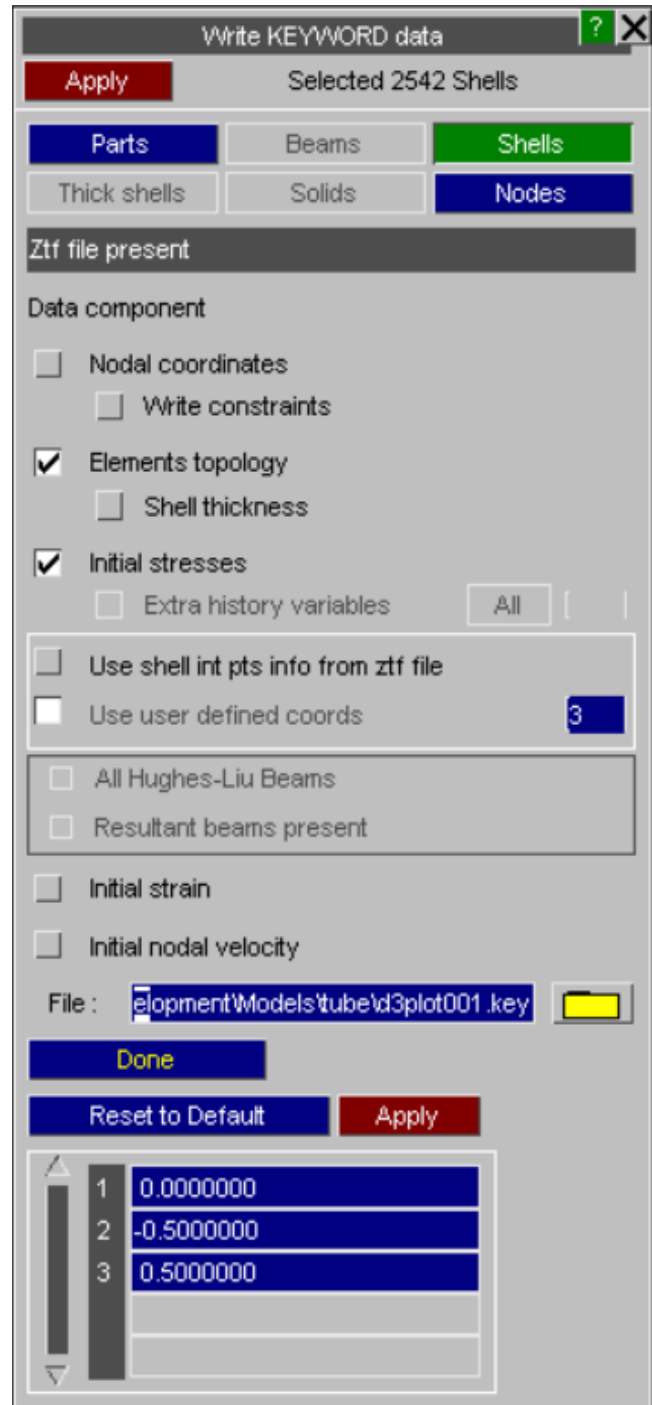 Write KEYWORD data ? X
Apply Selected 2542 Shells
Parts Beams Shells
Thick shells Solids Nodes
Ztf file present
Data component
Nodal coordinates
Write constraints
Elements topology
Shell thickness
Initial stresses
Extra history variables All
Use shell int pts info from ztf file
Use user defined coords 3
All Hughes-Liu Beams
Resultant beams present
Initial strain
Initial nodal velocity
File : elopment\Models\tube\d3plot001.key
Done
Reset to Default Apply
1 0.0000000
2 -0.5000000
3 0.5000000